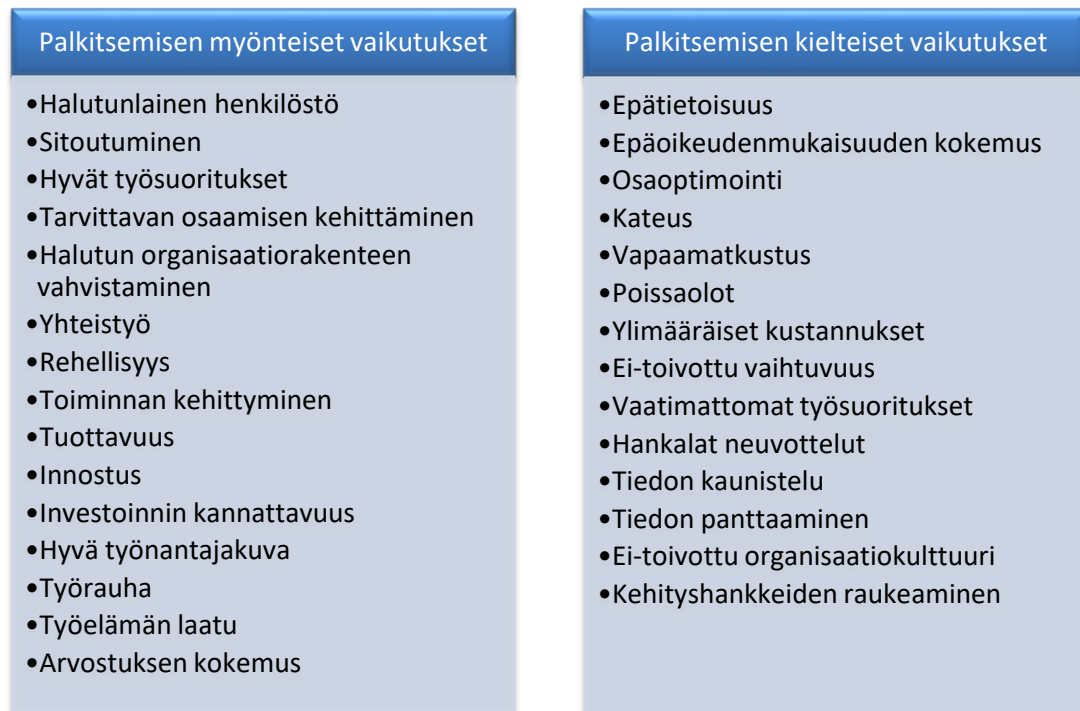 Palkitsemisen myönteiset vaikutukset
•Halutunlainen henkilöstö
•Sitoutuminen
•Hyvät työsuoritukset
•Tarvittavan osaamisen kehittäminen
•Halutun organisaatiorakenteen
vahvistaminen
•Yhteistyö
•Rehellisyys
•Toiminnan kehittyminen
•Tuottavuus
•Innostus
•Investoinnin kannattavuus
•Hyvä työnantajakuva
•Työrauha
•Työelämän laatu
•Arvostuksen kokemus
Palkitsemisen kielteiset vaikutukset
•Epätietoisuus
•Epäoikeudenmukaisuuden kokemus
•Osaoptimointi
•Kateus
•Vapaamatkustus
•Poissaolot
•Ylimääräiset kustannukset
•Ei-toivottu vaihtuvuus
•Vaatimattomat työsuoritukset
•Hankalat neuvottelut
•Tiedon kaunistelu
•Tiedon panttaaminen
•Ei-toivottu organisaatiokulttuuri
•Kehityshankkeiden raukeaminen